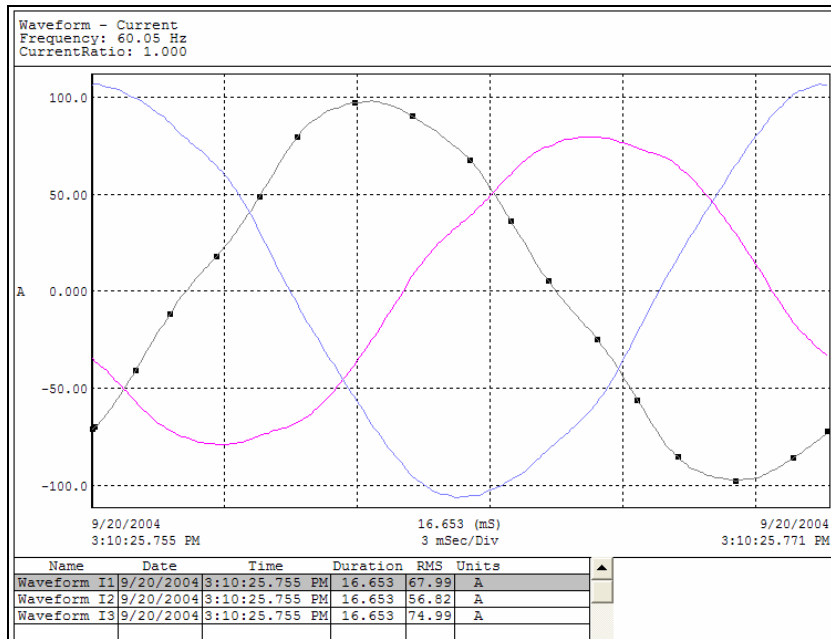 Waveform - Current
Frequency: 60.05 Hz
CurrentRatio: 1.000
100.0
50.00
A 0.000
-50.00
-100.0
9/20/2004 16.653 (mS) 9/20/2004
3:10:25.755 PM 3 mSec/Div 3:10:25.771 PM
Name Date Time Duration RMS Units
Waveform I1 9/20/2004 3:10:25.755 PM 16.653 67.99 A
Waveform I2 9/20/2004 3:10:25.755 PM 16.653 56.82 A
Waveform I3 9/20/2004 3:10:25.755 PM 16.653 74.99 A